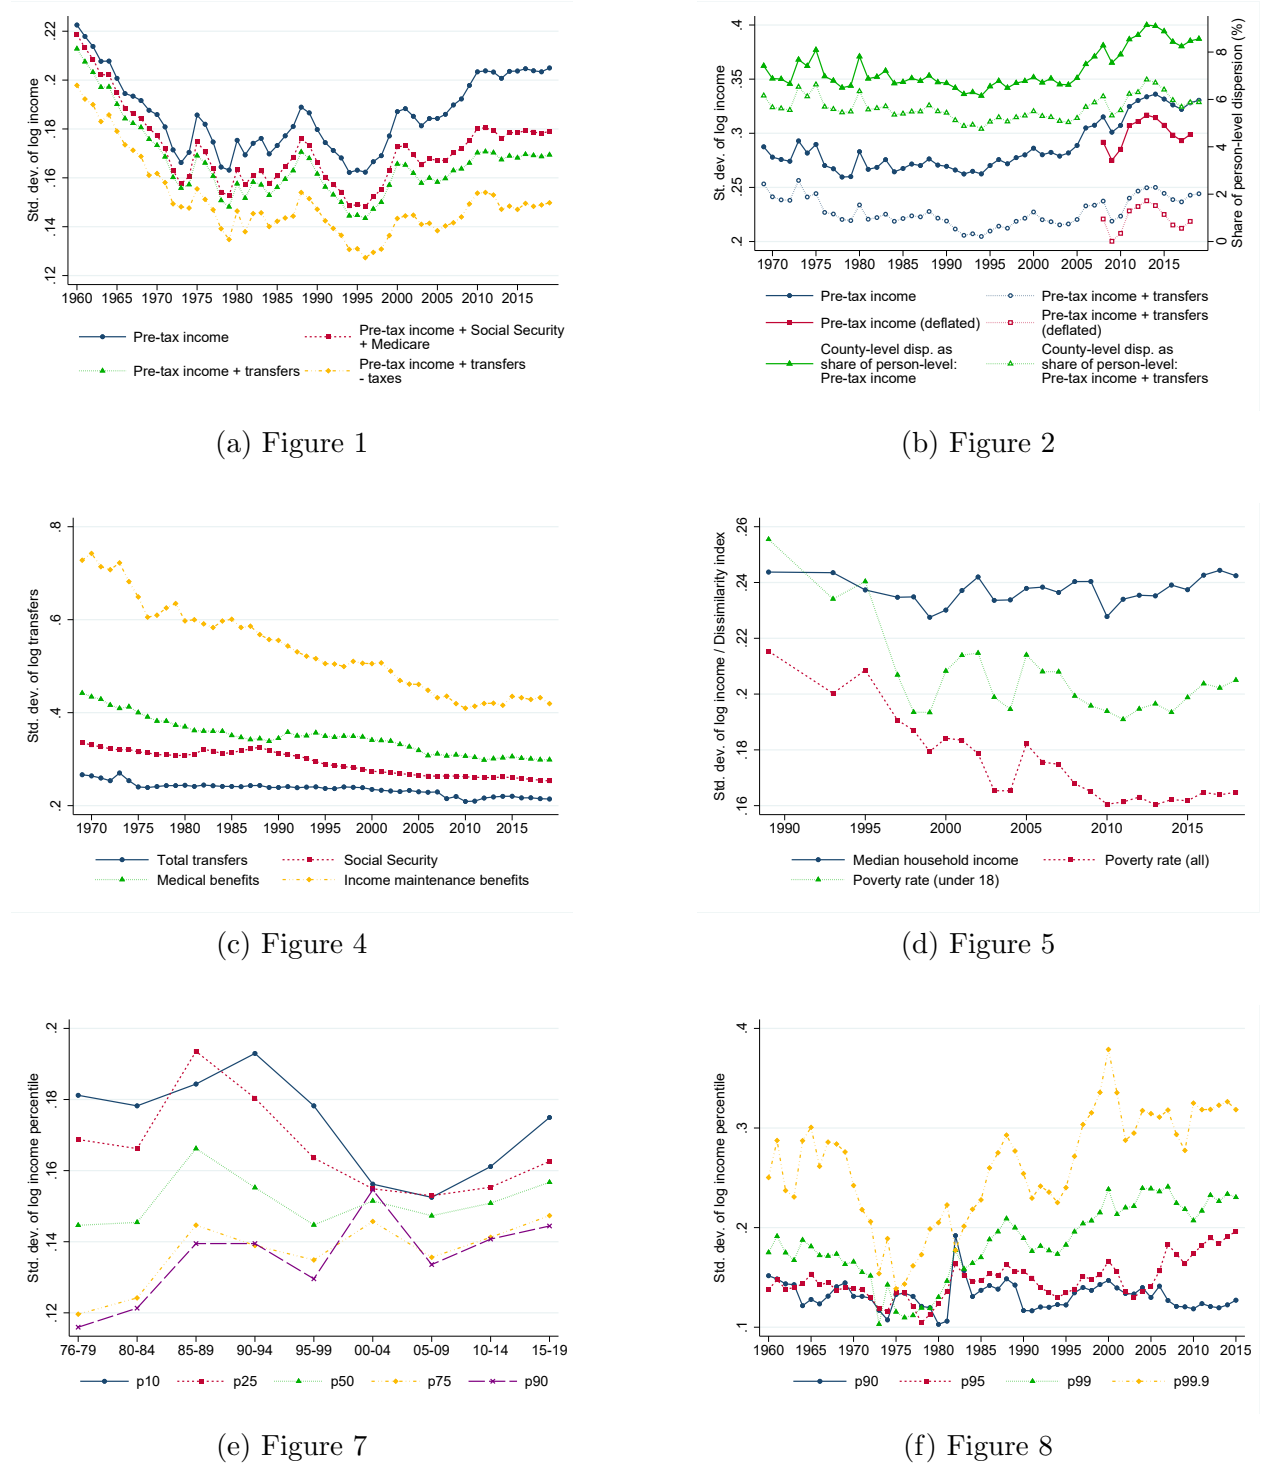 .22
.2
.18
.16
.14
.12
Std. dev. of log income
1960 1965 1970 1975 1980 1985 1990 1995 2000 2005 2010 2015
Pre-tax income
Pre-tax income + Social Security
+ Medicare
Pre-tax income + transfers
Pre-tax income + transfers
- taxes
(a) Figure 1
.4
.35
.3
.25
.2
St. dev. of log income
8
6
4
2
0
Share of person-level dispersion (%)
1970 1975 1980 1985 1990 1995 2000 2005 2010 2015
Pre-tax income
Pre-tax income + transfers
Pre-tax income (deflated)
Pre-tax income + transfers
(deflated)
County-level disp. as
share of person-level:
Pre-tax income
County-level disp. as
share of person-level:
Pre-tax income + transfers
(b) Figure 2
.8
.6
.4
.2
Std. dev. of log transfers
1970 1975 1980 1985 1990 1995 2000 2005 2010 2015
Total transfers
Social Security
Medical benefits
Income maintenance benefits
(c) Figure 4
.26
.24
.22
.2
.18
.16
Std. dev. of log income / Dissimilarity index
1990 1995 2000 2005 2010 2015
Median household income
Poverty rate (all)
Poverty rate (under 18)
(d) Figure 5
.2
.18
.16
.14
.12
Std. dev. of log income percentile
76-79 80-84 85-89 90-94 95-99 00-04 05-09 10-14 15-19
p10 p25 p50 p75 p90
(e) Figure 7
.4
.3
.2
.1
Std. dev. of log income percentile
1960 1965 1970 1975 1980 1985 1990 1995 2000 2005 2010 2015
p90 p95 p99 p99.9
(f) Figure 8